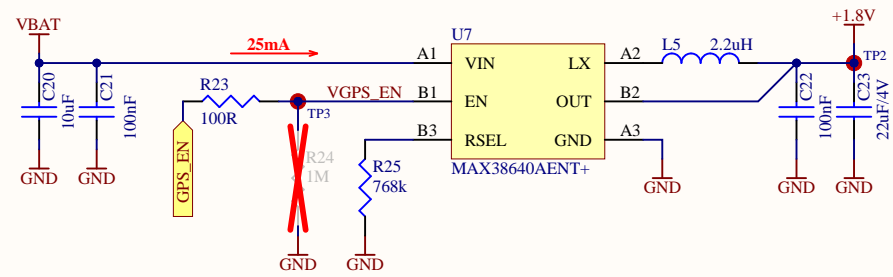 VBAT
25mA
U7
+1.8V
A1
VIN
LX
A2
L5
2.2uH
TP2
C20
10uF
C21
100nF
R23
100R
VGPS_EN
TP3
B1
EN
OUT
B2
C22
100nF
C23
22uF/4V
B3
RSEL
GND
A3
GPS_EN
R24
1M
R25
768k
MAX38640AENT+
GND
GND
GND
GND
GND
GND
GND